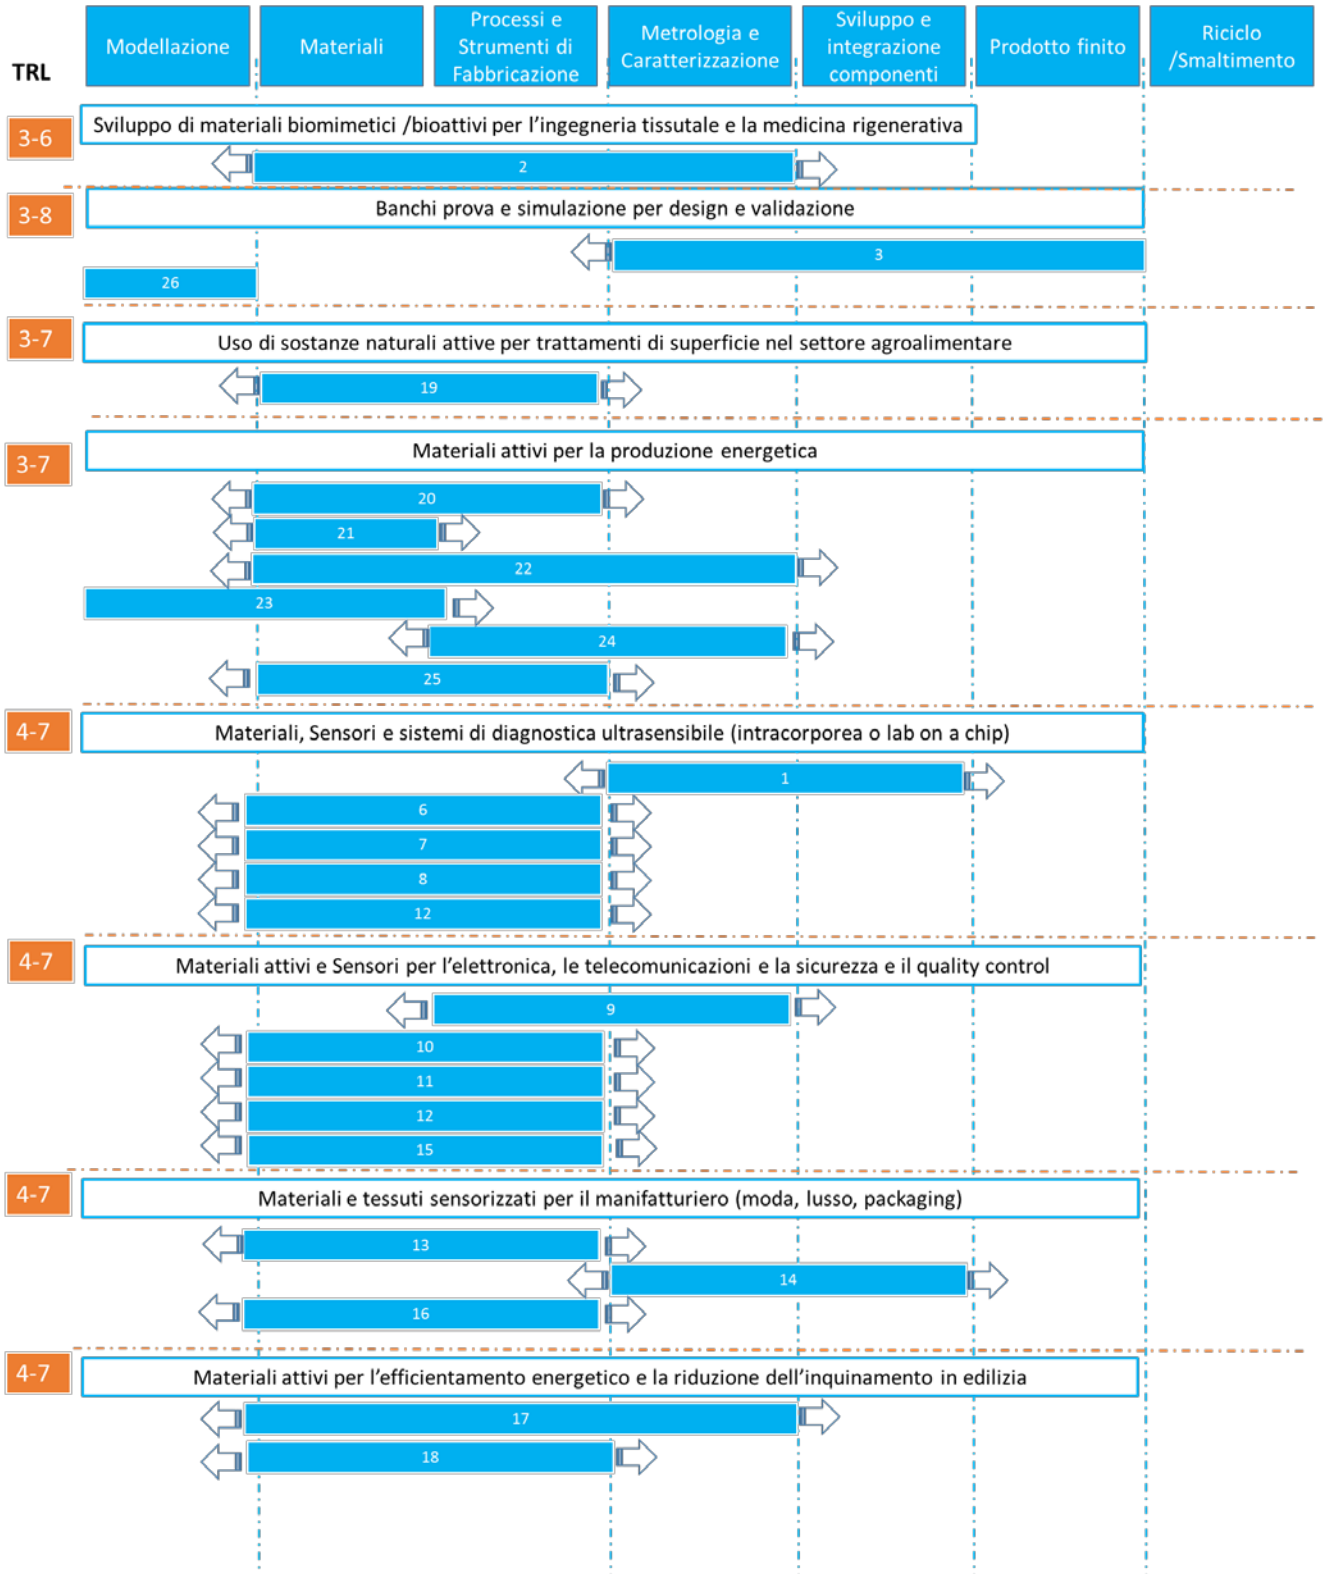 TRL
Modellazione
Materiali
Processi e
Strumenti di
Fabbricazione
Metrologia e
Caratterizzazione
Sviluppo e
integrazione
componenti
Prodotto finito
Riciclo
/Smaltimento
3-6
Sviluppo di materiali biomimetici /bioattivi per l'ingegneria tissutale e la medicina rigenerativa
2
3-8
Banchi prova e simulazione per design e validazione
3
26
3-7
Uso di sostanze naturali attive per trattamenti di superficie nel settore agroalimentare
19
3-7
Materiali attivi per la produzione energetica
20
21
22
23
24
25
4-7
Materiali, Sensori e sistemi di diagnostica ultrasensibile (intracorporea o lab on a chip)
1
6
7
8
12
4-7
Materiali attivi e Sensori per l'elettronica, le telecomunicazioni e la sicurezza e il quality control
9
10
11
12
15
4-7
Materiali e tessuti sensorizzati per il manifatturiero (moda, lusso, packaging)
13
14
16
4-7
Materiali attivi per l'efficientamento energetico e la riduzione dell'inquinamento in edilizia
17
18